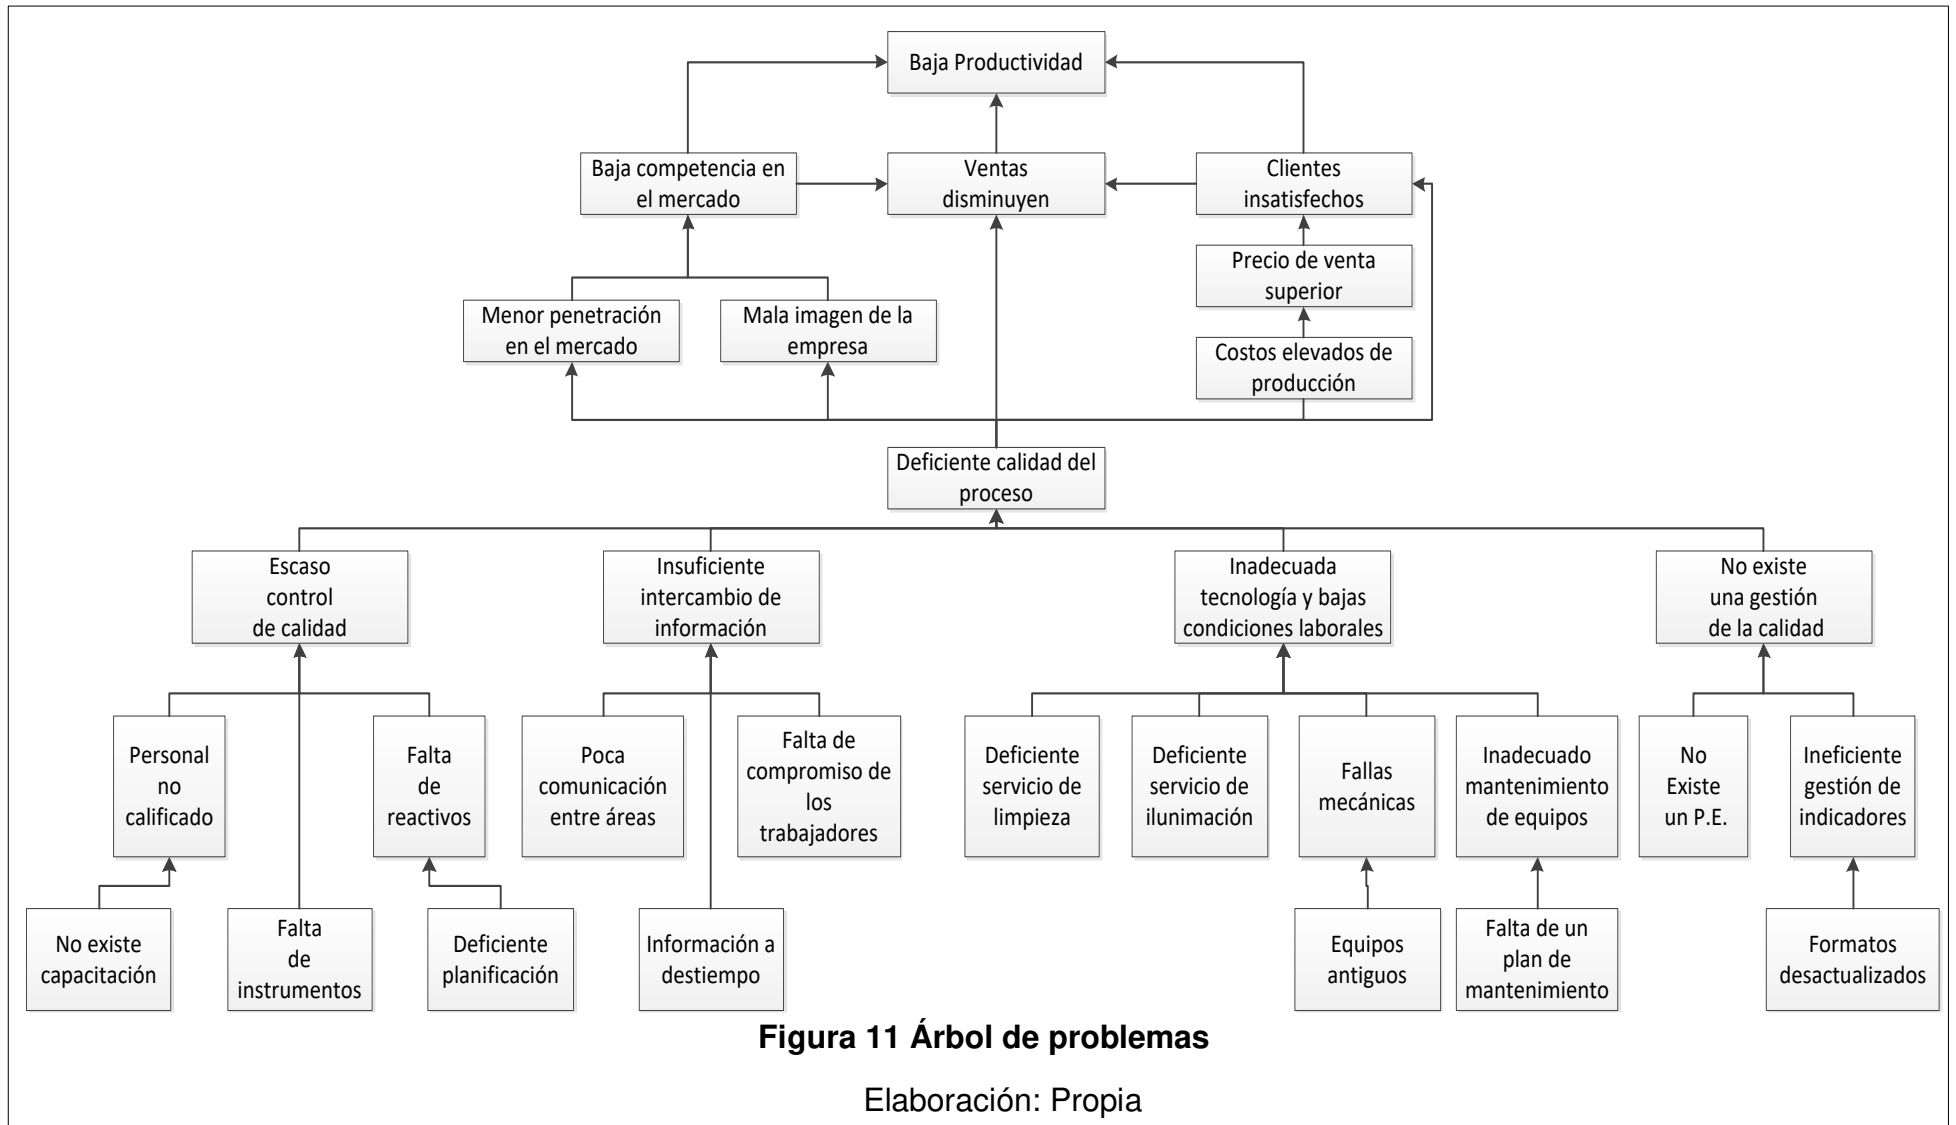 Baja Productividad
Baja competencia en
el mercado
Ventas
disminuyen
Clientes
insatisfechos
Precio de venta
superior
Menor penetración
en el mercado
Mala imagen de la
empresa
Costos elevados de
producción
Deficiente calidad del
proceso
Escaso
control
de calidad
Insuficiente
intercambio de
información
Inadecuada
tecnología y bajas
condiciones laborales
No existe
una gestión
de la calidad
Personal
no
calificado
Falta
de
reactivos
Poca
comunicación
entre áreas
Falta de
compromiso de
los
trabajadores
Deficiente
servicio de
limpieza
Deficiente
servicio de
ilunimación
Fallas
mecánicas
Inadecuado
mantenimiento
de equipos
No
Existe
un P.E.
Ineficiente
gestión de
indicadores
No existe
capacitación
Falta
de
instrumentos
Deficiente
planificación
Información a
destiempo
Equipos
antiguos
Falta de un
plan de
mantenimiento
Formatos
desactualizados
Figura 11 Árbol de problemas
Elaboración: Propia